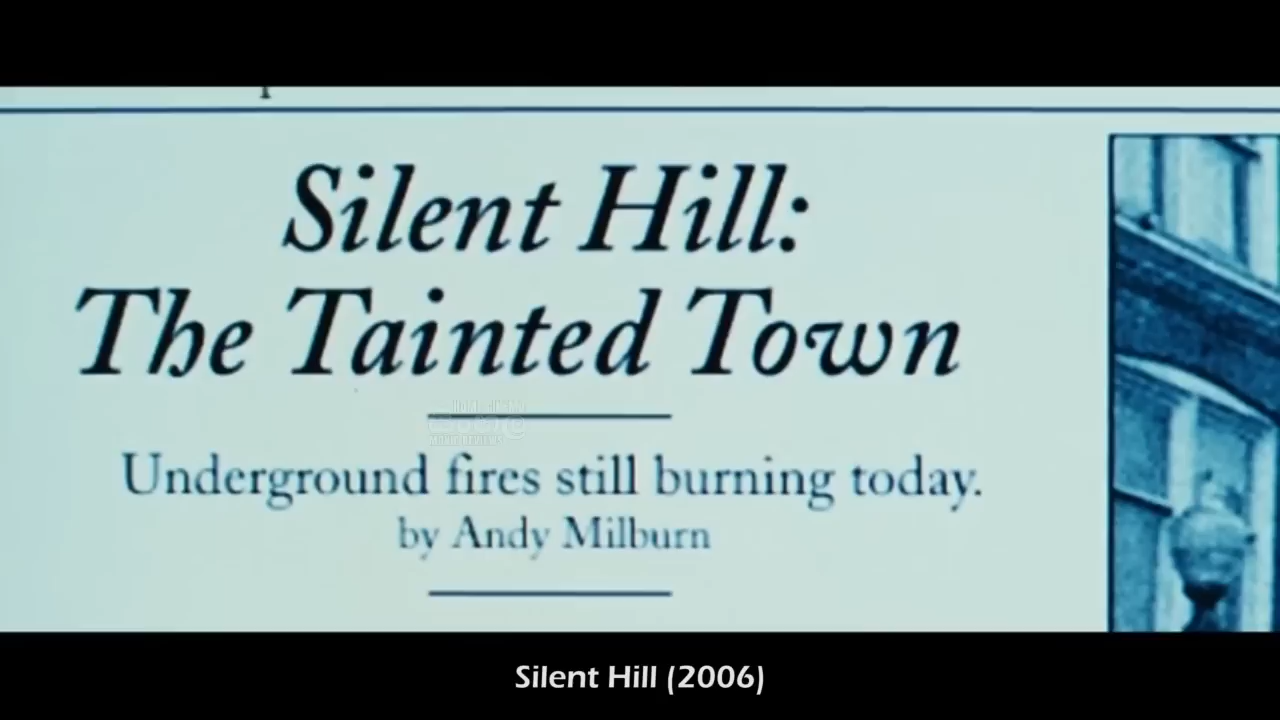 Silent Hill:
The Tainted Town
Underground fires still burning today.
by Andy Milburn
Silent Hill (2006)